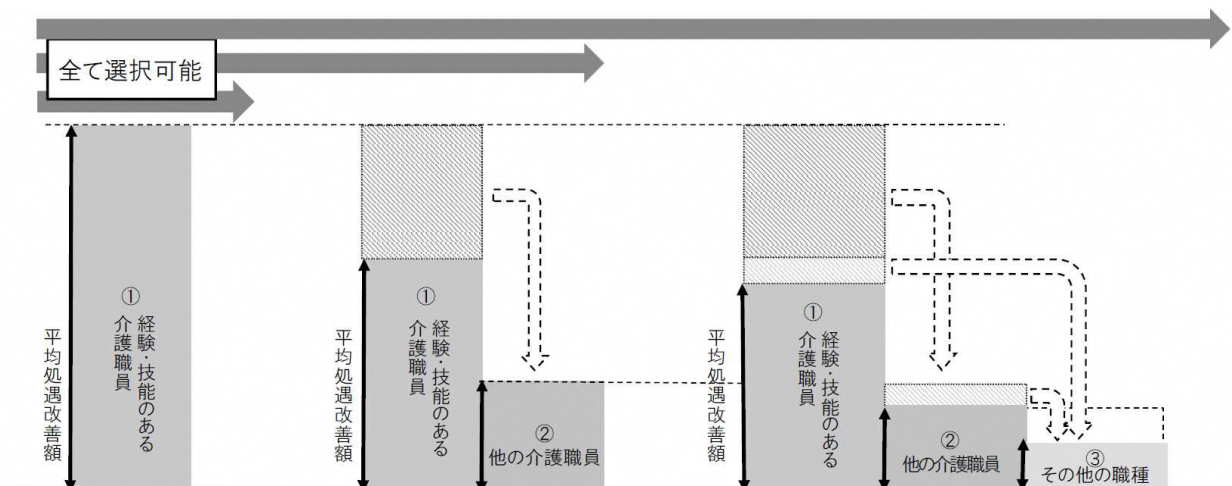 全て選択可能
平均処遇改善額
①
経験・技能のある
介護職員
平均処遇改善額
①
経験・技能のある
介護職員
②
他の介護職員
平均処遇改善額
①
経験・技能のある
介護職員
②
他の介護職員
③
その他の職種